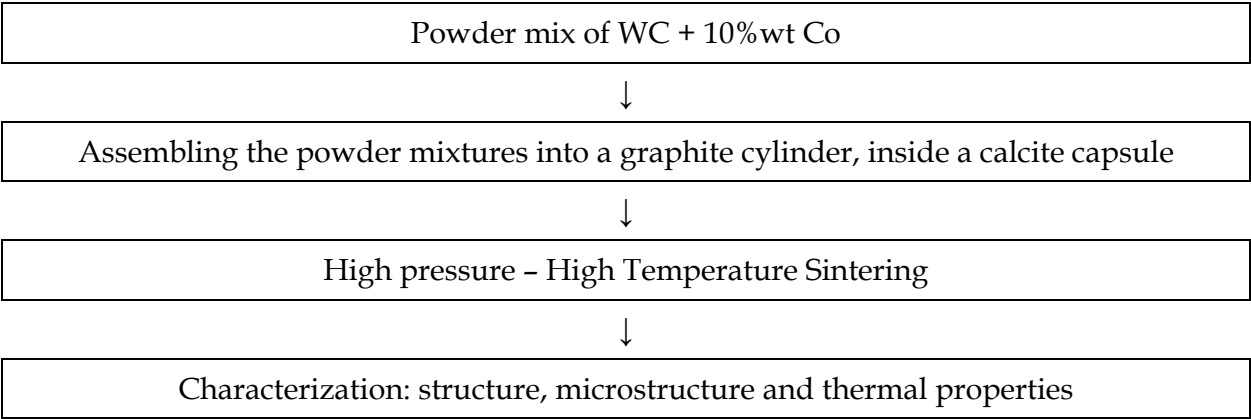 Powder mix of WC + 10%wt Co
↓
Assembling the powder mixtures into a graphite cylinder, inside a calcite capsule
↓
High pressure – High Temperature Sintering
↓
Characterization: structure, microstructure and thermal properties